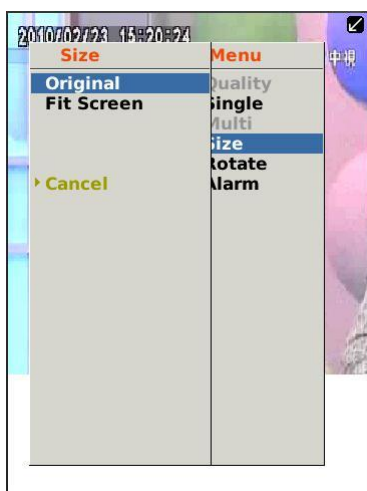 2010/02/23 15:20:24
中視
Size
Original
Fit Screen
Cancel
Menu
Quality
Single
Multi
Size
Rotate
Alarm